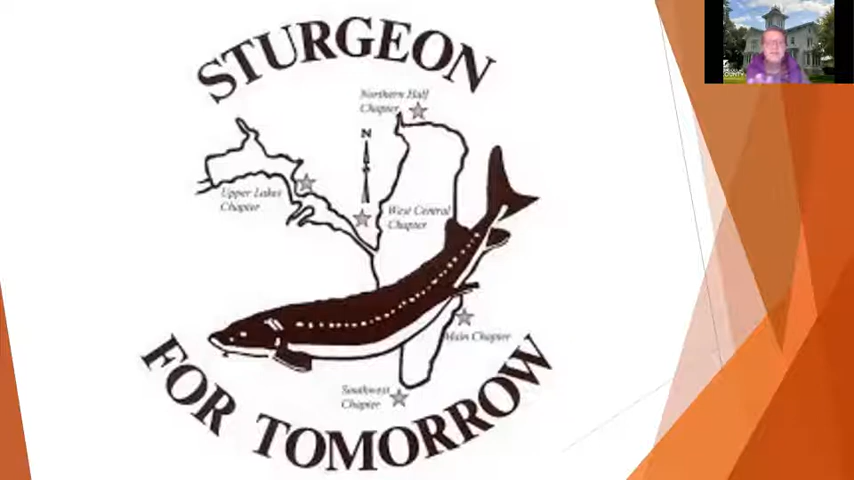 STURGEON
Northern Half
Chapter
N
S
Upper Lakes
Chapter
West Central
Chapter
Main Chapter
Southwest
Chapter
FOR TOMORROW